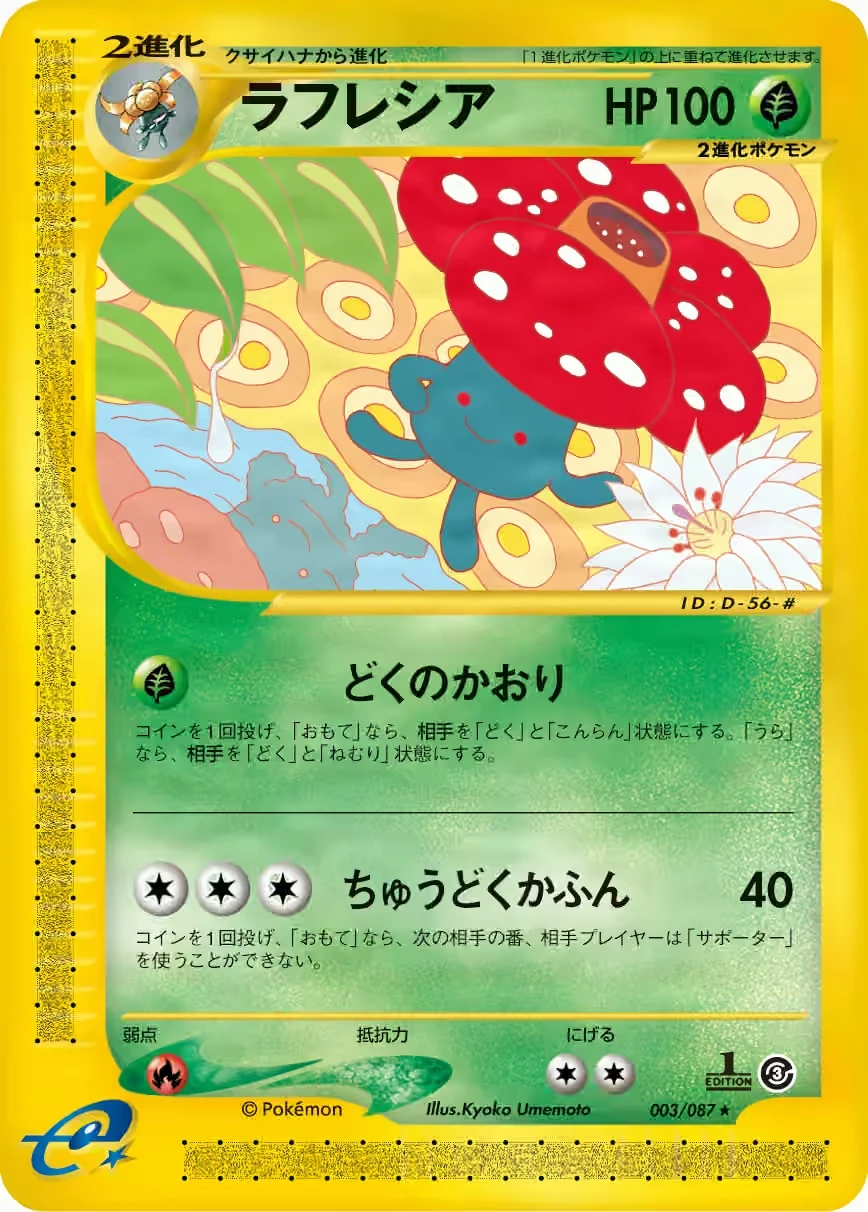 2進化
クサイハナから進化
「1進化ポケモン」の上に重ねて進化させます。
ラフレシア HP100
2進化ポケモン
ID:D-56-#
どくのかおり
コインを1回投げ、「おもて」なら、相手を「どく」と「こんらん」状態にする。「うら」
なら、相手を「どく」と「ねむり」状態にする。
ちゅうどくかふん 40
コインを1回投げ、「おもて」なら、次の相手の番、相手プレイヤーは「サポーター」
を使うことができない。
弱点 抵抗力 にげる
1 EDITION 3
© Pokémon Illus.Kyoko Umemoto 003/087★
e